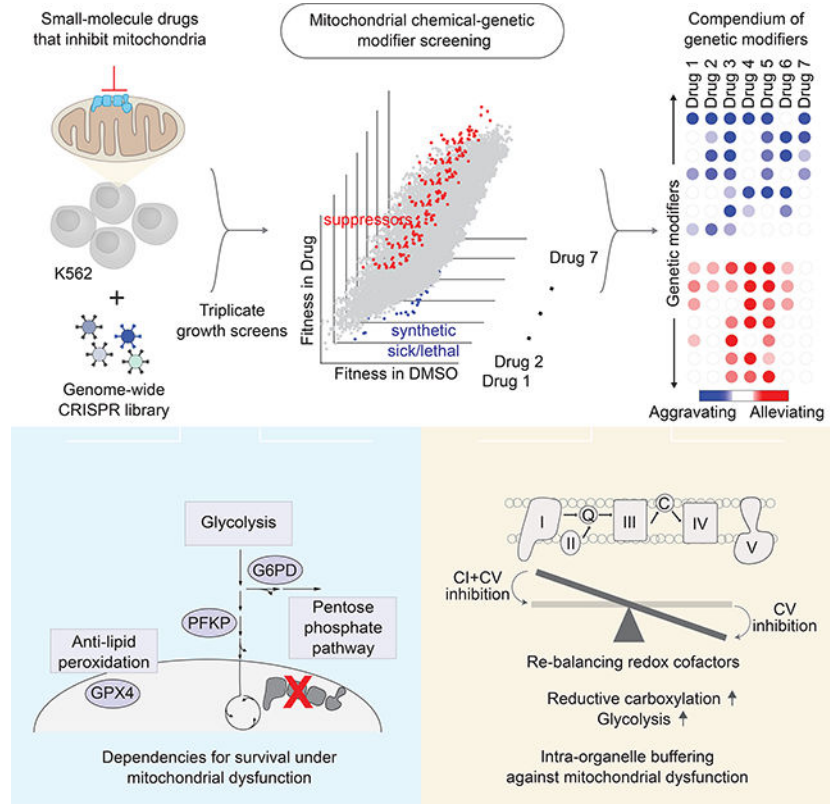 Small-molecule drugs
that inhibit mitochondria
K562
+
Genome-wide
CRISPR library
Triplicate
growth screens
Mitochondrial chemical-genetic
modifier screening
suppressors
synthetic
sick/lethal
Fitness in Drug
Fitness in DMSO
Drug 1
Drug 2
Drug 7
Compendium of
genetic modifiers
Drug 1
Drug 2
Drug 3
Drug 4
Drug 5
Drug 6
Drug 7
Genetic modifiers
Aggravating
Alleviating
Glycolysis
G6PD
PFKP
Pentose
phosphate
pathway
Anti-lipid
peroxidation
GPX4
X
Dependencies for survival under
mitochondrial dysfunction
I
Q
II
III
C
IV
V
CI+CV
inhibition
CV
inhibition
Re-balancing redox cofactors
Reductive carboxylation ↑
Glycolysis ↑
Intra-organelle buffering
against mitochondrial dysfunction